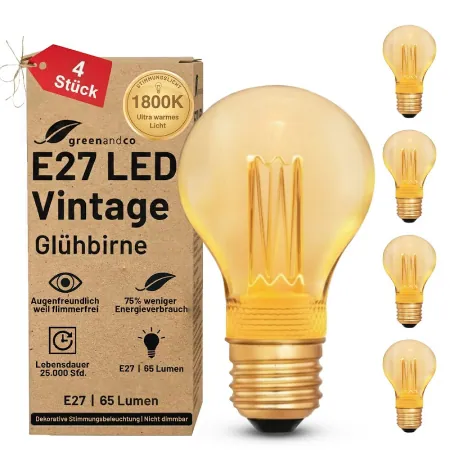 4
Stück
STIMMUNGSLICHT
1800K
Ultra warmes
Licht
greenandco
E27 LED
Vintage
Glühbirne
Augenfreundlich
weil flimmerfrei
75% weniger
Energieverbrauch
Lebensdauer
25.000 Std.
E27 | 65 Lumen
E27 | 65 Lumen
Dekorative Stimmungsbeleuchtung | Nicht dimmbar